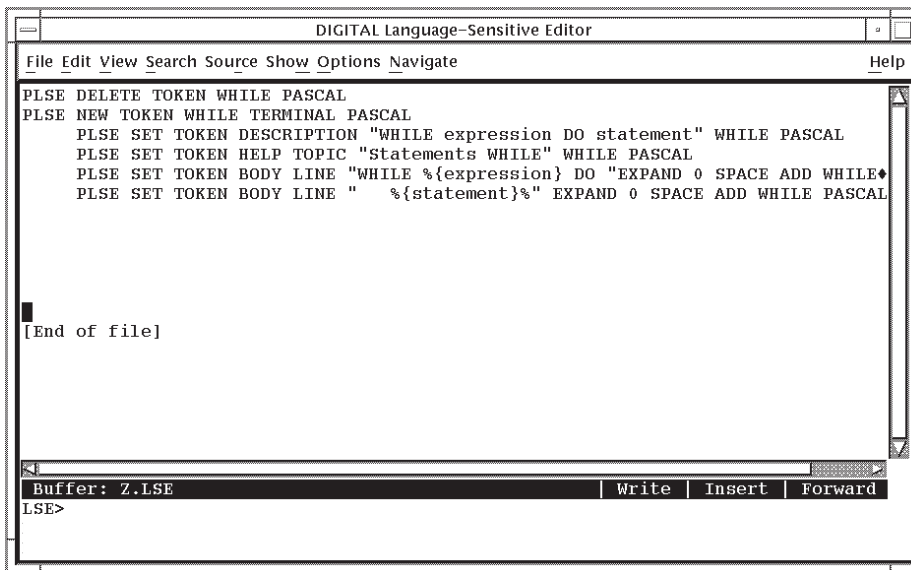 DIGITAL Language-Sensitive Editor
File Edit View Search Source Show Options Navigate Help
PLSE DELETE TOKEN WHILE PASCAL
PLSE NEW TOKEN WHILE TERMINAL PASCAL
PLSE SET TOKEN DESCRIPTION "WHILE expression DO statement" WHILE PASCAL
PLSE SET TOKEN HELP TOPIC "Statements WHILE" WHILE PASCAL
PLSE SET TOKEN BODY LINE "WHILE %{expression} DO "EXPAND 0 SPACE ADD WHILE♦
PLSE SET TOKEN BODY LINE "   %{statement}%" EXPAND 0 SPACE ADD WHILE PASCAL
[End of file]
Buffer: Z.LSE | Write | Insert | Forward
LSE>